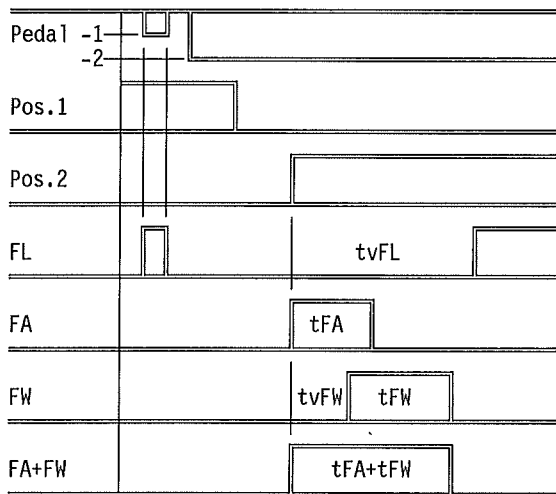 Pedal -1
-2
Pos.1
Pos.2
FL tvFL
FA tFA
FW tvFW tFW
FA+FW tFA+tFW